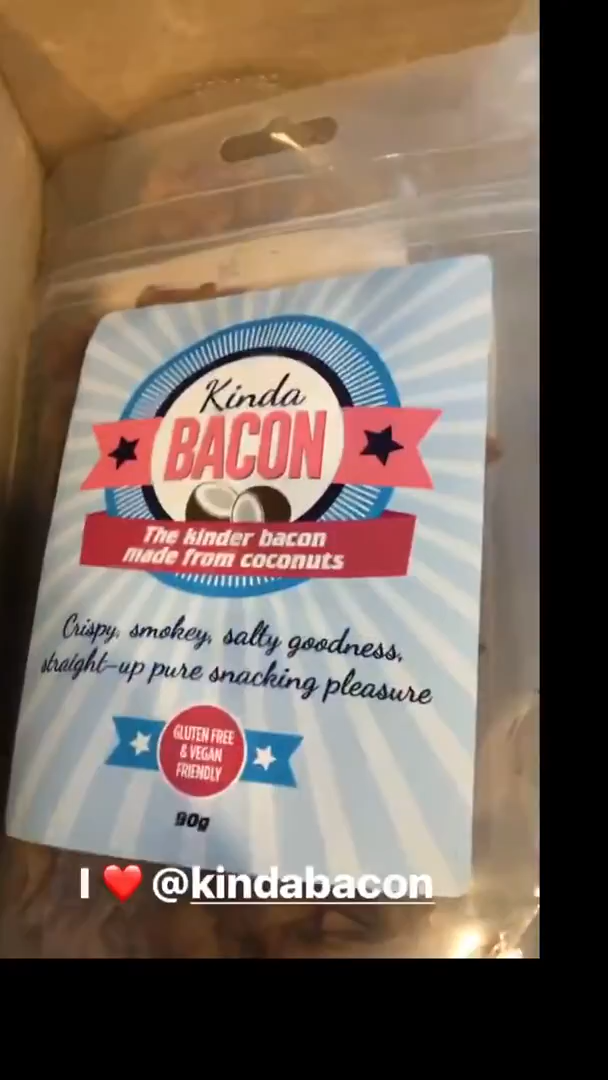 Kinda
BACON
The kinder bacon
made from coconuts
Crispy, smokey, salty goodness,
straight-up pure snacking pleasure
GLUTEN FREE
& VEGAN
FRIENDLY
90g
I ❤️ @kindabacon